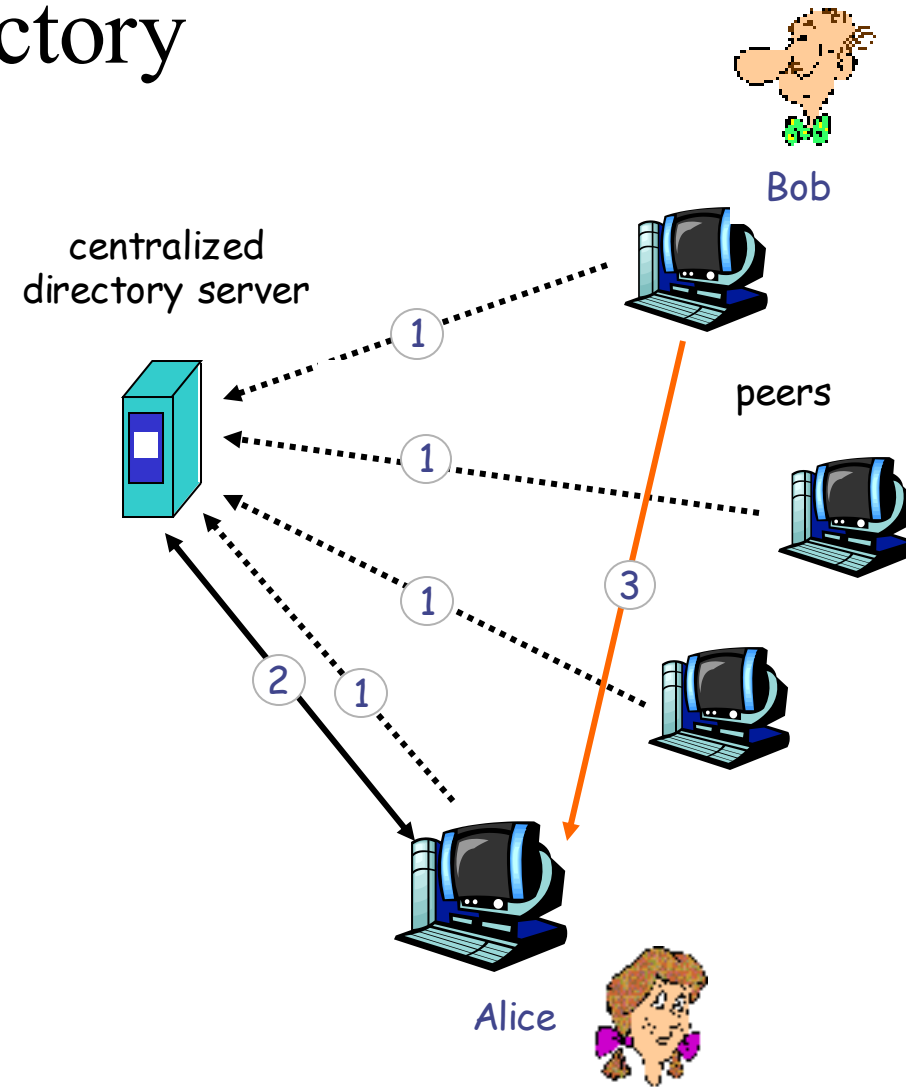 ctory
Bob
centralized
directory server
1
peers
1
3
1
2
1
Alice